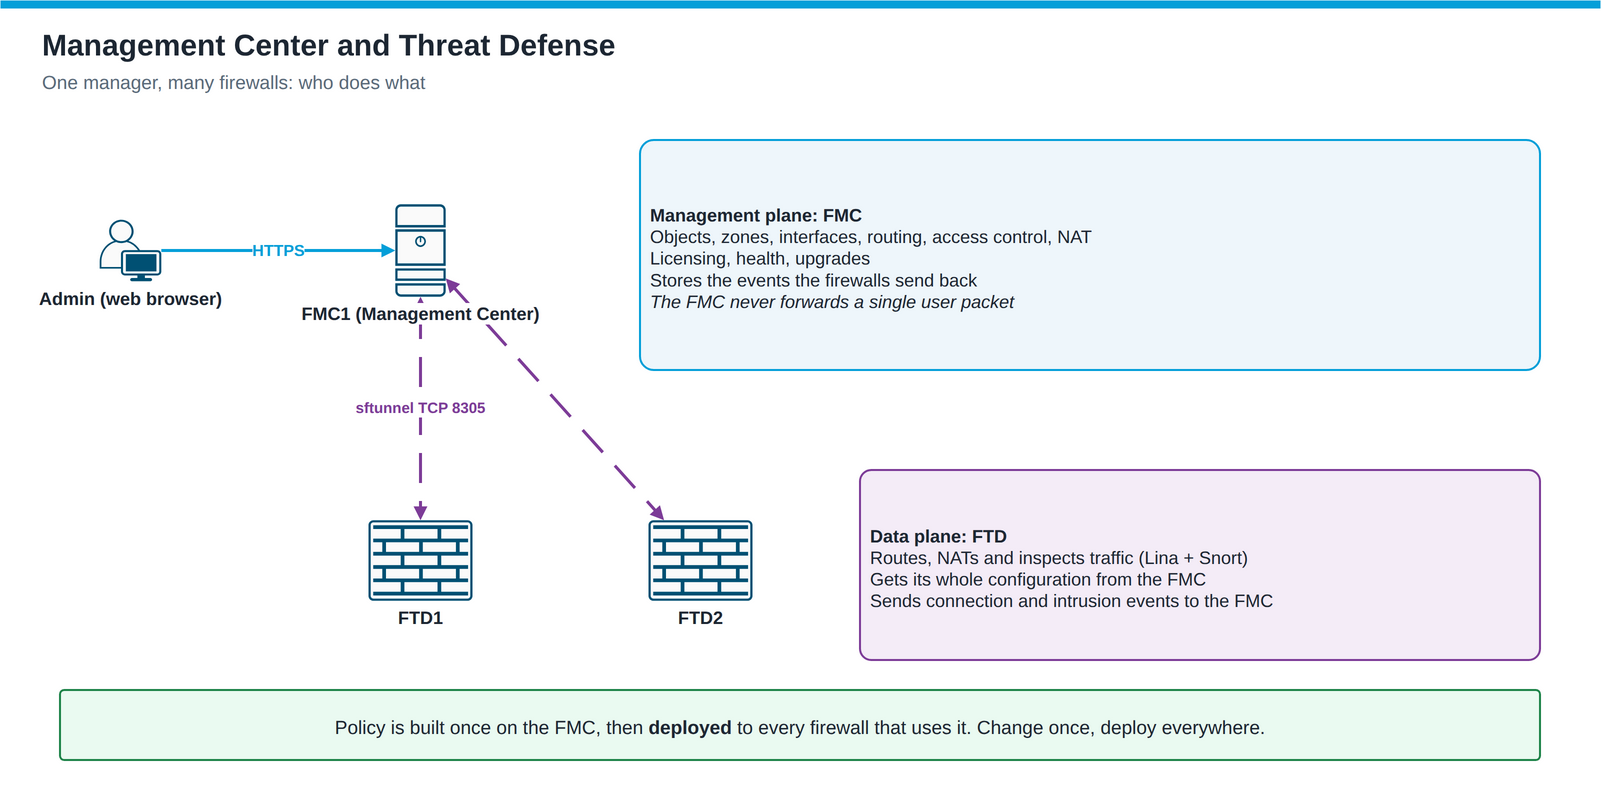 Management Center and Threat Defense
One manager, many firewalls: who does what
HTTPS
Admin (web browser)
FMC1 (Management Center)
sftunnel TCP 8305
FTD1
FTD2
Management plane: FMC
Objects, zones, interfaces, routing, access control, NAT
Licensing, health, upgrades
Stores the events the firewalls send back
The FMC never forwards a single user packet
Data plane: FTD
Routes, NATs and inspects traffic (Lina + Snort)
Gets its whole configuration from the FMC
Sends connection and intrusion events to the FMC
Policy is built once on the FMC, then deployed to every firewall that uses it. Change once, deploy everywhere.